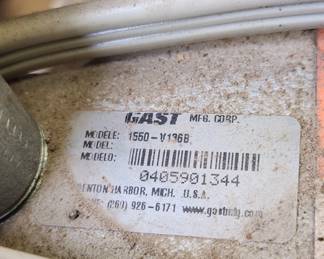 GAST MFG. CORP.
MODELE: 1550-V136B
MODEL:
MODELO:
0405901344
BENTON HARBOR, MICH. U.S.A.
(269) 926-6171 www.gastmfg.com